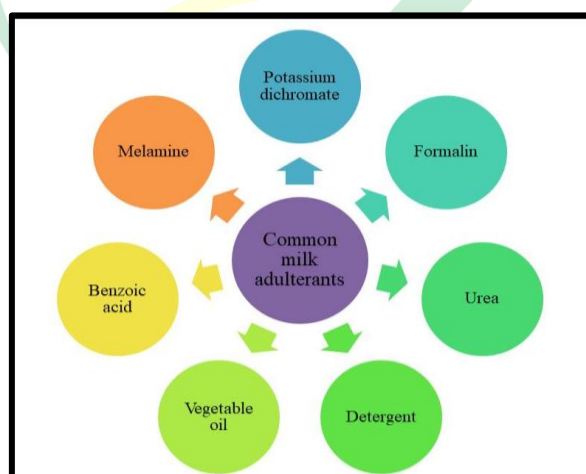 Potassium
dichromate
Melamine
Formalin
Common
milk
adulterants
Benzoic
acid
Urea
Vegetable
oil
Detergent